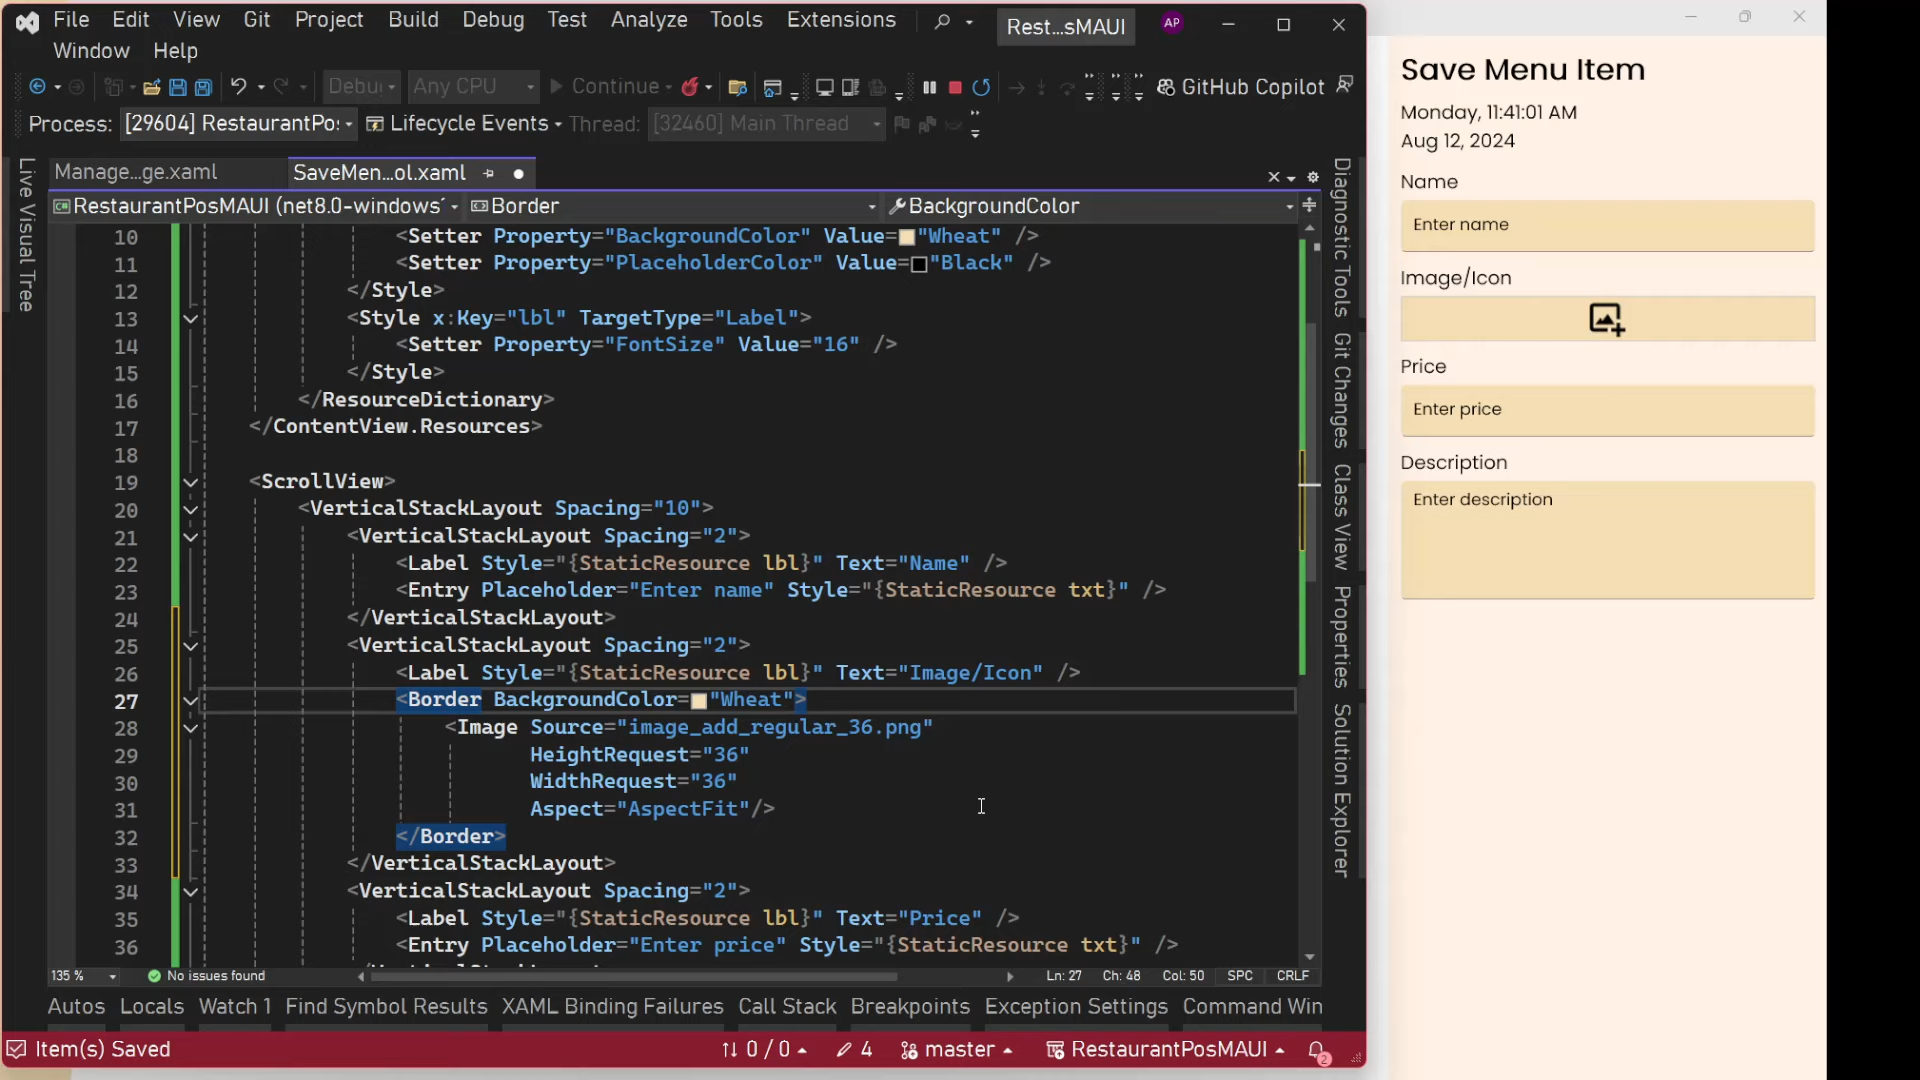 File Edit View Git Project Build Debug Test Analyze Tools Extensions Rest...sMAUI AP
Window Help
Debug Any CPU Continue GitHub Copilot
Process: [29604] RestaurantPos Lifecycle Events Thread: [32460] Main Thread
Manage...ge.xaml SaveMen...ol.xaml
RestaurantPosMAUI (net8.0-windows Border BackgroundColor
10 <Setter Property="BackgroundColor" Value="Wheat" />
11 <Setter Property="PlaceholderColor" Value="Black" />
12 </Style>
13 <Style x:Key="lbl" TargetType="Label">
14 <Setter Property="FontSize" Value="16" />
15 </Style>
16 </ResourceDictionary>
17 </ContentView.Resources>
18
19 <ScrollView>
20 <VerticalStackLayout Spacing="10">
21 <VerticalStackLayout Spacing="2">
22 <Label Style="{StaticResource lbl}" Text="Name" />
23 <Entry Placeholder="Enter name" Style="{StaticResource txt}" />
24 </VerticalStackLayout>
25 <VerticalStackLayout Spacing="2">
26 <Label Style="{StaticResource lbl}" Text="Image/Icon" />
27 <Border BackgroundColor="Wheat">
28 <Image Source="image_add_regular_36.png"
29 HeightRequest="36"
30 WidthRequest="36"
31 Aspect="AspectFit"/>
32 </Border>
33 </VerticalStackLayout>
34 <VerticalStackLayout Spacing="2">
35 <Label Style="{StaticResource lbl}" Text="Price" />
36 <Entry Placeholder="Enter price" Style="{StaticResource txt}" />
135 % No issues found Ln: 27 Ch: 48 Col: 50 SPC CRLF
Autos Locals Watch 1 Find Symbol Results XAML Binding Failures Call Stack Breakpoints Exception Settings Command Win
Item(s) Saved 0 / 0 4 master RestaurantPosMAUI 2
Live Visual Tree
Diagnostic Tools
Git Changes
Class View
Properties
Solution Explorer
Save Menu Item
Monday, 11:41:01 AM
Aug 12, 2024
Name
Enter name
Image/Icon
Price
Enter price
Description
Enter description